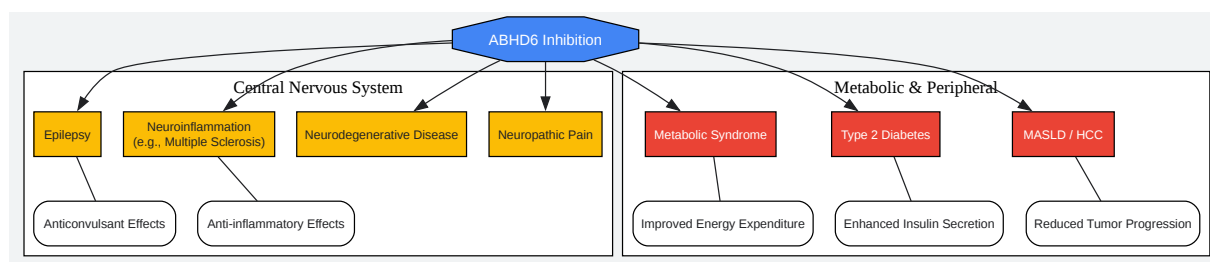 ABHD6 Inhibition
Central Nervous System
Metabolic & Peripheral
Epilepsy
Neuroinflammation
(e.g., Multiple Sclerosis)
Neurodegenerative Disease
Neuropathic Pain
Metabolic Syndrome
Type 2 Diabetes
MASLD / HCC
Anticonvulsant Effects
Anti-inflammatory Effects
Improved Energy Expenditure
Enhanced Insulin Secretion
Reduced Tumor Progression